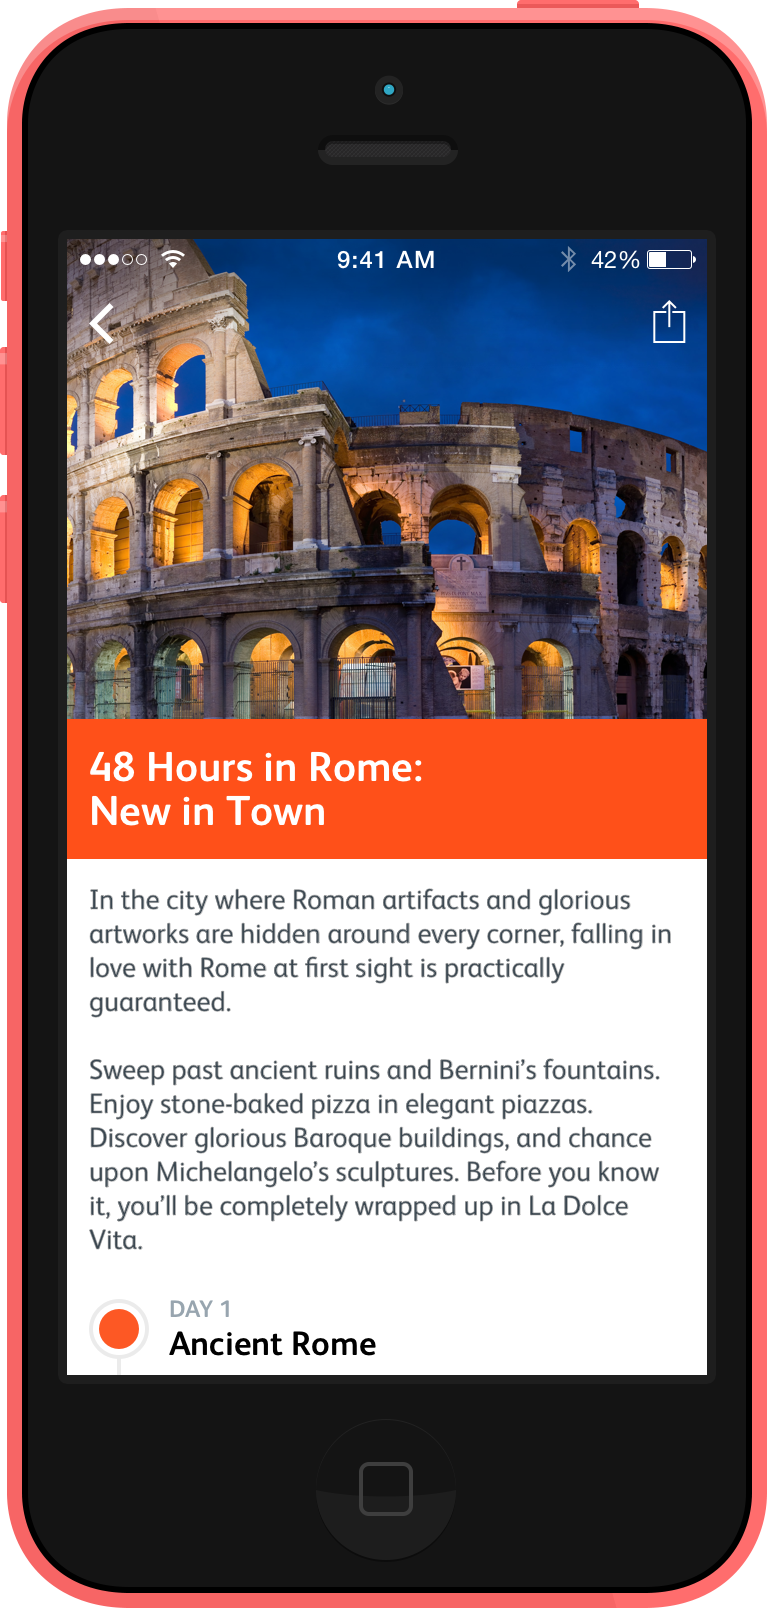 9:41 AM 42%
48 Hours in Rome:
New in Town
In the city where Roman artifacts and glorious
artworks are hidden around every corner, falling in
love with Rome at first sight is practically
guaranteed.
Sweep past ancient ruins and Bernini’s fountains.
Enjoy stone-baked pizza in elegant piazzas.
Discover glorious Baroque buildings, and chance
upon Michelangelo’s sculptures. Before you know
it, you’ll be completely wrapped up in La Dolce
Vita.
DAY 1
Ancient Rome